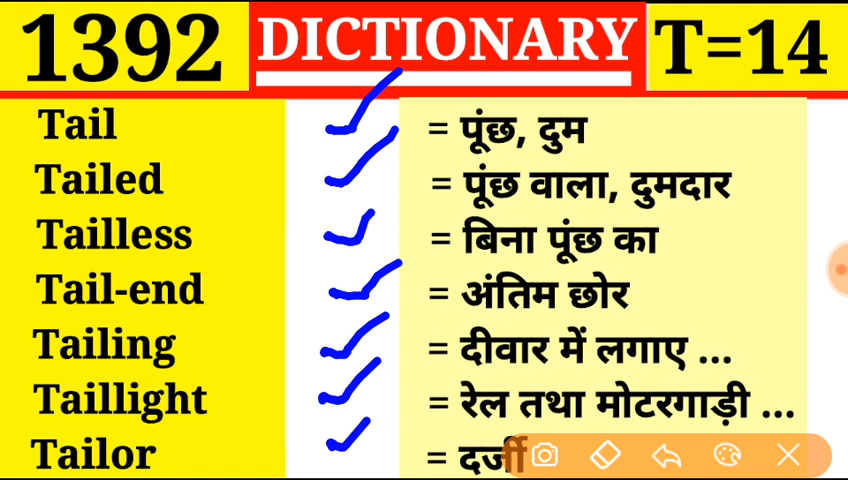 1392 DICTIONARY T=14
Tail = पूंछ, दुम
Tailed = पूंछ वाला, दुमदार
Tailless = बिना पूंछ का
Tail-end = अंतिम छोर
Tailing = दीवार में लगाए ...
Taillight = रेल तथा मोटरगाड़ी ...
Tailor = दर्जी